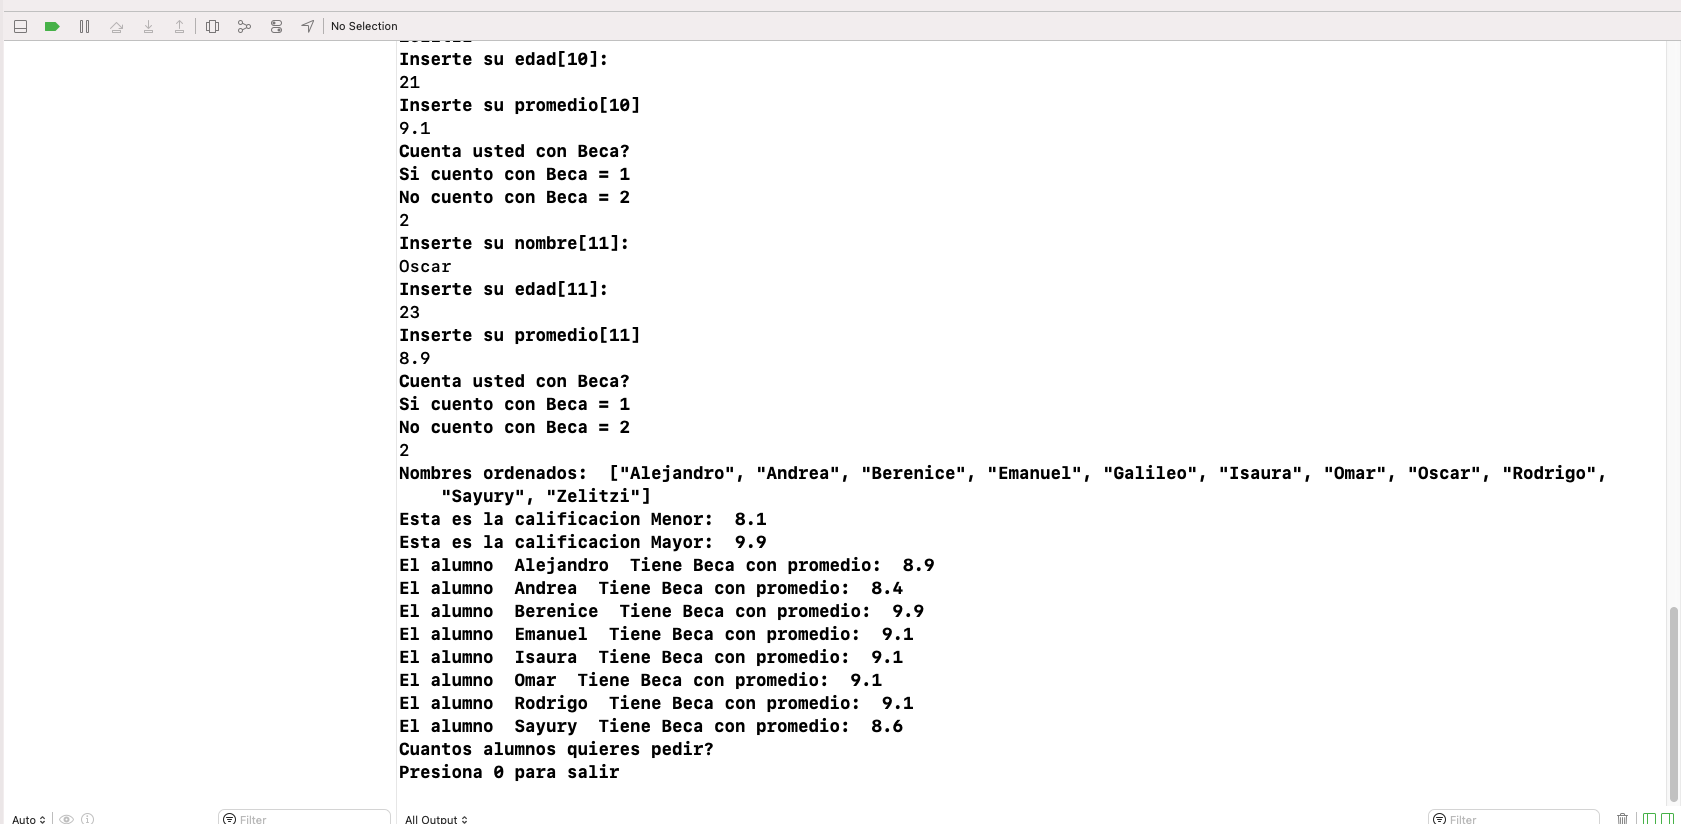 No Selection
Inserte su edad[10]:
21
Inserte su promedio[10]
9.1
Cuenta usted con Beca?
Si cuento con Beca = 1
No cuento con Beca = 2
2
Inserte su nombre[11]:
Oscar
Inserte su edad[11]:
23
Inserte su promedio[11]
8.9
Cuenta usted con Beca?
Si cuento con Beca = 1
No cuento con Beca = 2
2
Nombres ordenados:  ["Alejandro", "Andrea", "Berenice", "Emanuel", "Galileo", "Isaura", "Omar", "Oscar", "Rodrigo",
"Sayury", "Zelitzi"]
Esta es la calificacion Menor:  8.1
Esta es la calificacion Mayor:  9.9
El alumno  Alejandro  Tiene Beca con promedio:  8.9
El alumno  Andrea  Tiene Beca con promedio:  8.4
El alumno  Berenice  Tiene Beca con promedio:  9.9
El alumno  Emanuel  Tiene Beca con promedio:  9.1
El alumno  Isaura  Tiene Beca con promedio:  9.1
El alumno  Omar  Tiene Beca con promedio:  9.1
El alumno  Rodrigo  Tiene Beca con promedio:  9.1
El alumno  Sayury  Tiene Beca con promedio:  8.6
Cuantos alumnos quieres pedir?
Presiona 0 para salir
Auto
Filter
All Output
Filter